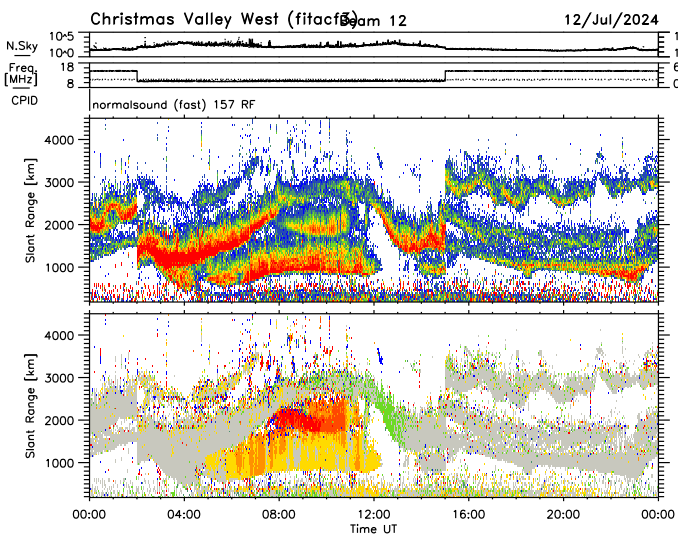 Christmas Valley West (fitacf3) Beam 12 12/Jul/2024
N.Sky 10^5 10^0
Freq. [MHz] 18 8
CPID normalsound (fast) 157 RF
Slant Range [km] 4000 3000 2000 1000
Slant Range [km] 4000 3000 2000 1000
00:00 04:00 08:00 12:00 16:00 20:00 00:00
Time UT